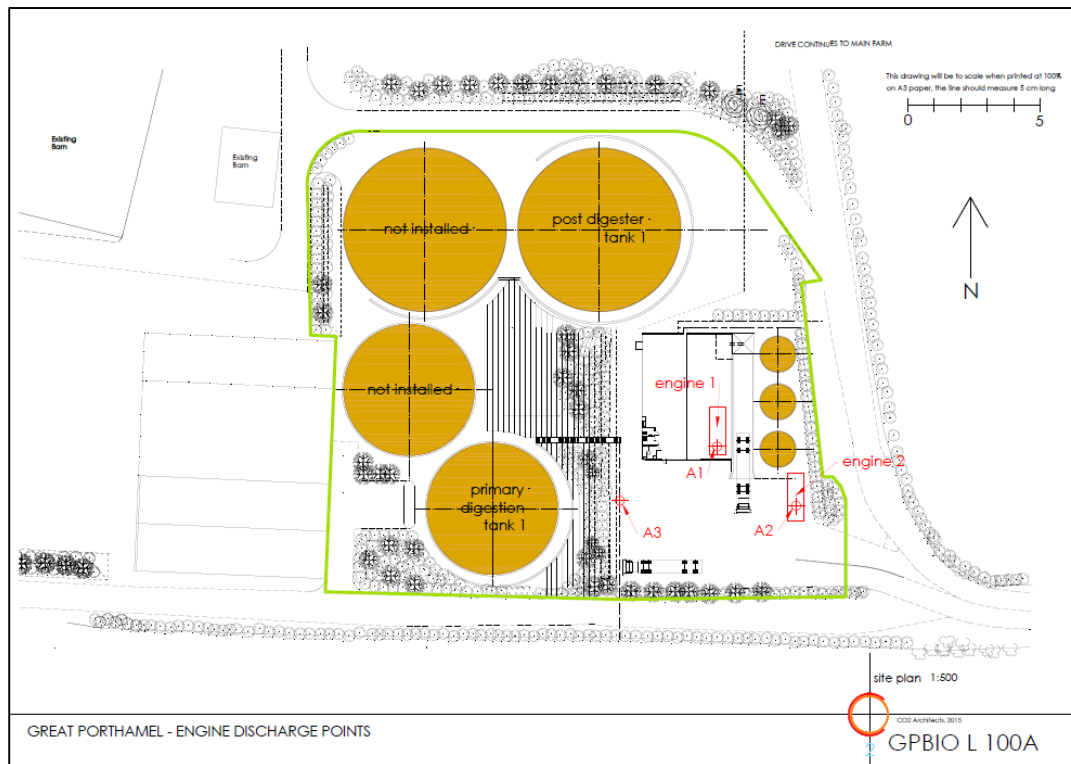 DRIVE CONTINUES TO MAIN FARM
This drawing will be to scale when printed at 100%
on A3 paper, the line should measure 5 cm long
0 5
E
E
Existing
Barn
Existing
Barn
not installed
post digester
tank 1
N
engine 1
not installed
engine 2
A1
primary
digestion
tank 1
A3
A2
site plan 1:500
CO2 Architects, 2015
2
GREAT PORTHAMEL - ENGINE DISCHARGE POINTS
GPBIO L 100A